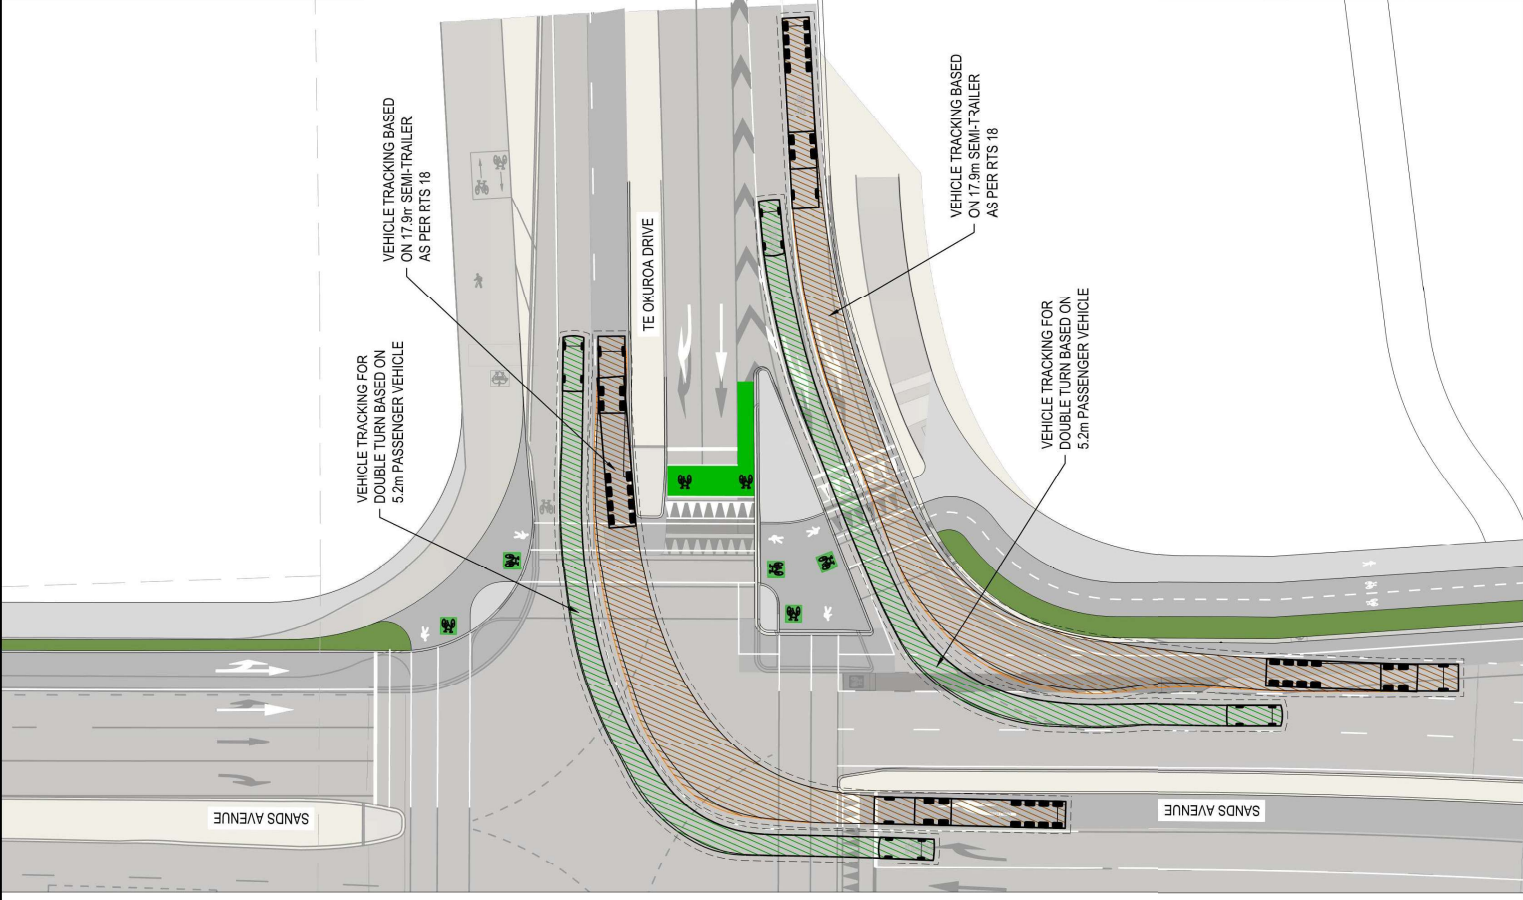 VEHICLE TRACKING BASED
ON 17.9m SEMI-TRAILER
AS PER RTS 18
VEHICLE TRACKING FOR
DOUBLE TURN BASED ON
5.2m PASSENGER VEHICLE
TE OKUROA DRIVE
VEHICLE TRACKING BASED
ON 17.9m SEMI-TRAILER
AS PER RTS 18
VEHICLE TRACKING FOR
DOUBLE TURN BASED ON
5.2m PASSENGER VEHICLE
SANDS AVENUE
SANDS AVENUE